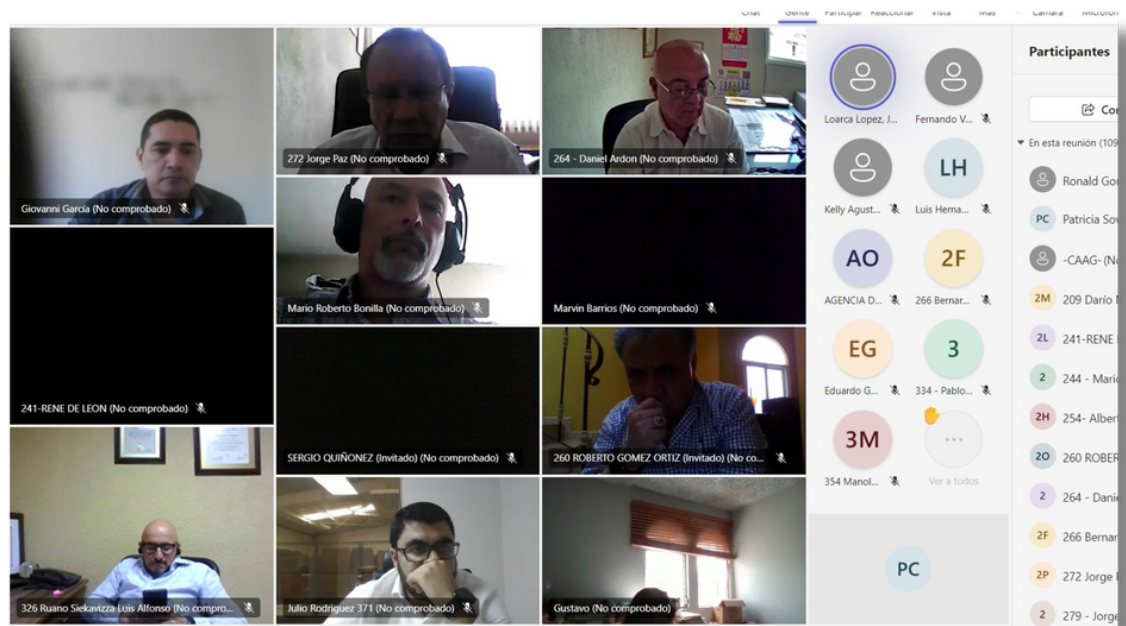 Chat Gente Participar Reaccionar Vista Más Cámara Micrófono
Giovanni García (No comprobado)
272 Jorge Paz (No comprobado)
264 - Daniel Ardon (No comprobado)
Mario Roberto Bonilla (No comprobado)
Marvin Barrios (No comprobado)
241-RENE DE LEON (No comprobado)
SERGIO QUIÑONEZ (Invitado) (No comprobado)
260 ROBERTO GOMEZ ORTIZ (Invitado) (No co...
326 Ruano Siekavizza Luis Alfonso (No compro...
Julio Rodriguez 371 (No comprobado)
Gustavo (No comprobado)
Loarca Lopez, J...
Fernando V...
Kelly Agust...
LH
Luis Herna...
AO
AGENCIA D...
2F
266 Bernar...
EG
Eduardo G...
3
334 - Pablo...
3M
354 Manol...
...
Ver a todos
PC
Participantes
Co
En esta reunión (109
Ronald Go
PC Patricia So
-CAAG- (N
2M 209 Darío
2L 241-RENE
2 244 - Mari
2H 254- Alber
2O 260 ROBER
2 264 - Dani
2F 266 Bernar
2P 272 Jorge
2 279 - Jorge